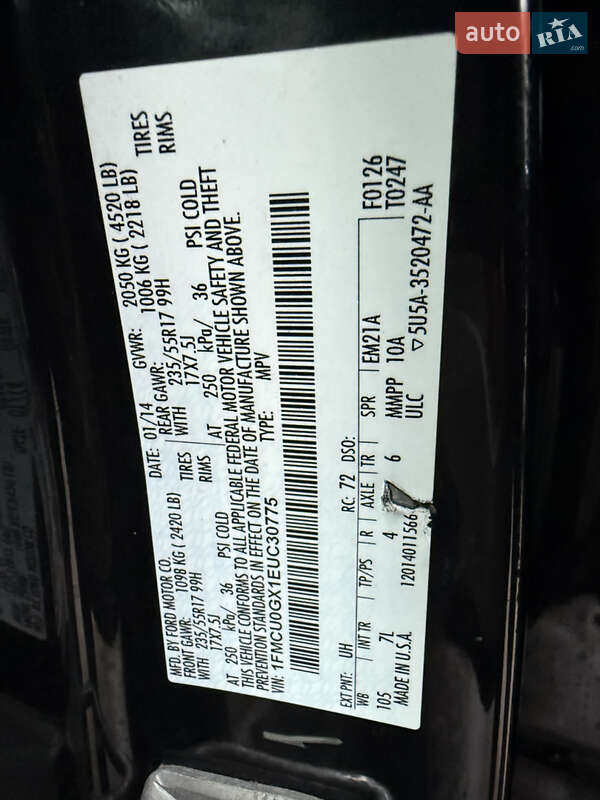 auto RIA.com
MFD. BY FORD MOTOR CO.
DATE: 01/14 GVWR: 2050 KG ( 4520 LB)
FRONT GAWR: 1098 KG ( 2420 LB) REAR GAWR: 1006 KG ( 2218 LB)
WITH 235/55R17 99H TIRES WITH 235/55R17 99H TIRES
17X7.5J RIMS 17X7.5J RIMS
AT 250 kPa/ 36 PSI COLD AT 250 kPa/ 36 PSI COLD
THIS VEHICLE CONFORMS TO ALL APPLICABLE FEDERAL MOTOR VEHICLE SAFETY AND THEFT
PREVENTION STANDARDS IN EFFECT ON THE DATE OF MANUFACTURE SHOWN ABOVE.
VIN: 1FMCU0GX1EUC30775 TYPE: MPV
EXT PNT: UH RC: 72 DSO: F0126
WB INT TR TP/PS R AXLE TR SPR EM21A T0247
105 7L 4 6 MMPP 10A
MADE IN U.S.A. 12014011566 ULC
▽5U5A-3520472-AA